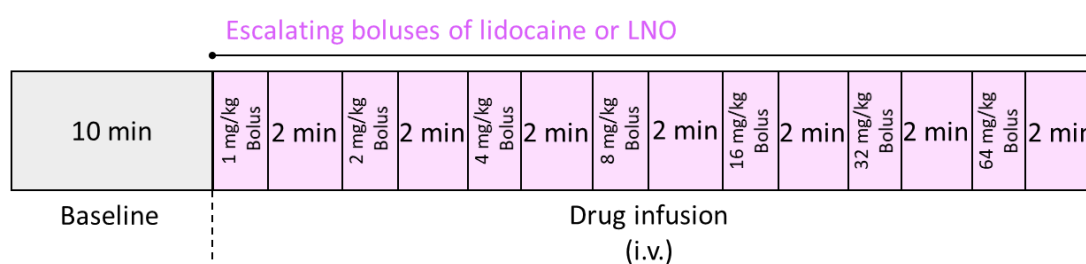 Escalating boluses of lidocaine or LNO
10 min
1 mg/kg
Bolus
2 min
2 mg/kg
Bolus
2 min
4 mg/kg
Bolus
2 min
8 mg/kg
Bolus
2 min
16 mg/kg
Bolus
2 min
32 mg/kg
Bolus
2 min
64 mg/kg
Bolus
2 min
Baseline
Drug infusion
(i.v.)